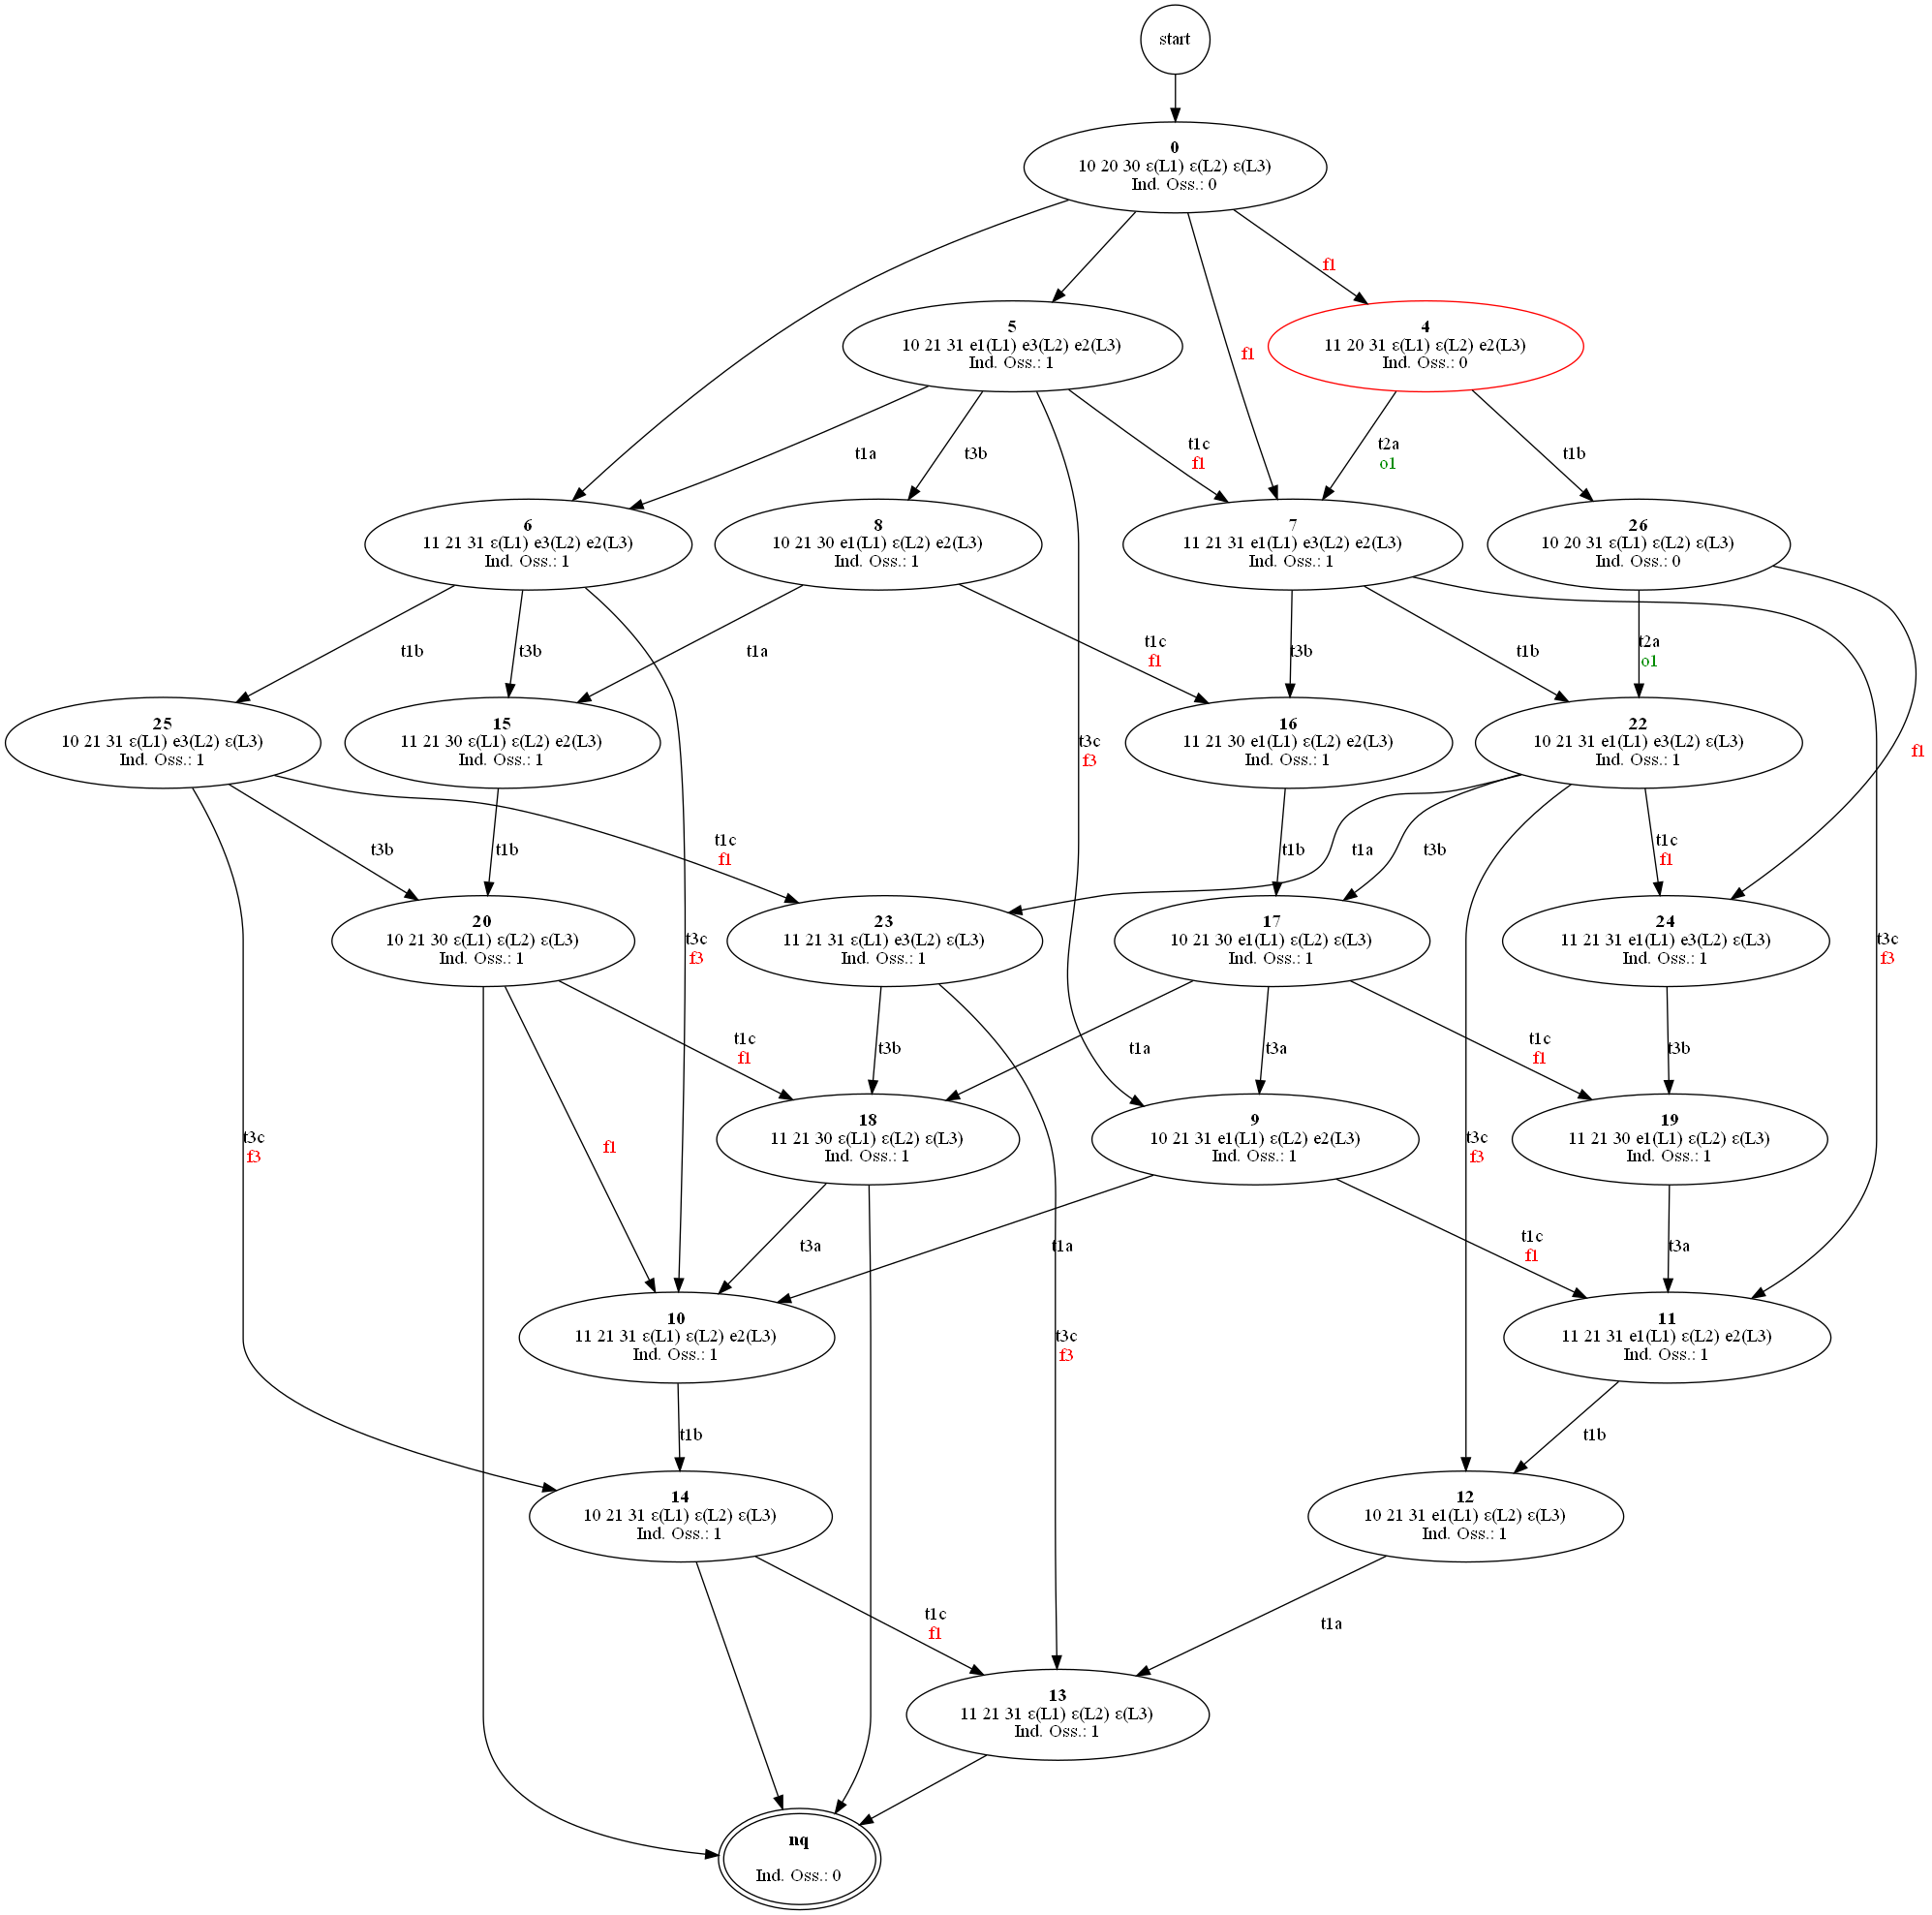 start
0
10 20 30 ε(L1) ε(L2) ε(L3)
Ind. Oss.: 0
f1
f1
5
10 21 31 e1(L1) e3(L2) e2(L3)
Ind. Oss.: 1
4
11 20 31 ε(L1) ε(L2) e2(L3)
Ind. Oss.: 0
t1a
t3b
t1c
f1
t2a
o1
t1b
6
11 21 31 ε(L1) e3(L2) e2(L3)
Ind. Oss.: 1
8
10 21 30 e1(L1) ε(L2) e2(L3)
Ind. Oss.: 1
7
11 21 31 e1(L1) e3(L2) e2(L3)
Ind. Oss.: 1
26
10 20 31 ε(L1) ε(L2) ε(L3)
Ind. Oss.: 0
t1b
t3b
t1a
t1c
f1
t3b
t1b
t2a
o1
25
10 21 31 ε(L1) e3(L2) ε(L3)
Ind. Oss.: 1
15
11 21 30 ε(L1) ε(L2) e2(L3)
Ind. Oss.: 1
t3c
f3
16
11 21 30 e1(L1) ε(L2) e2(L3)
Ind. Oss.: 1
22
10 21 31 e1(L1) e3(L2) ε(L3)
Ind. Oss.: 1
f1
t3b
t1b
t1c
f1
t1b
t1a
t3b
t1c
f1
20
10 21 30 ε(L1) ε(L2) ε(L3)
Ind. Oss.: 1
t3c
f3
23
11 21 31 ε(L1) e3(L2) ε(L3)
Ind. Oss.: 1
17
10 21 30 e1(L1) ε(L2) ε(L3)
Ind. Oss.: 1
24
11 21 31 e1(L1) e3(L2) ε(L3)
Ind. Oss.: 1
t3c
f3
t1c
f1
t3b
t1a
t3a
t1c
f1
t3b
t3c
f3
f1
18
11 21 30 ε(L1) ε(L2) ε(L3)
Ind. Oss.: 1
9
10 21 31 e1(L1) ε(L2) e2(L3)
Ind. Oss.: 1
t3c
f3
19
11 21 30 e1(L1) ε(L2) ε(L3)
Ind. Oss.: 1
t3a
t1a
t1c
f1
t3a
10
11 21 31 ε(L1) ε(L2) e2(L3)
Ind. Oss.: 1
t3c
f3
11
11 21 31 e1(L1) ε(L2) e2(L3)
Ind. Oss.: 1
t1b
t1b
14
10 21 31 ε(L1) ε(L2) ε(L3)
Ind. Oss.: 1
12
10 21 31 e1(L1) ε(L2) ε(L3)
Ind. Oss.: 1
t1c
f1
t1a
13
11 21 31 ε(L1) ε(L2) ε(L3)
Ind. Oss.: 1
nq
Ind. Oss.: 0